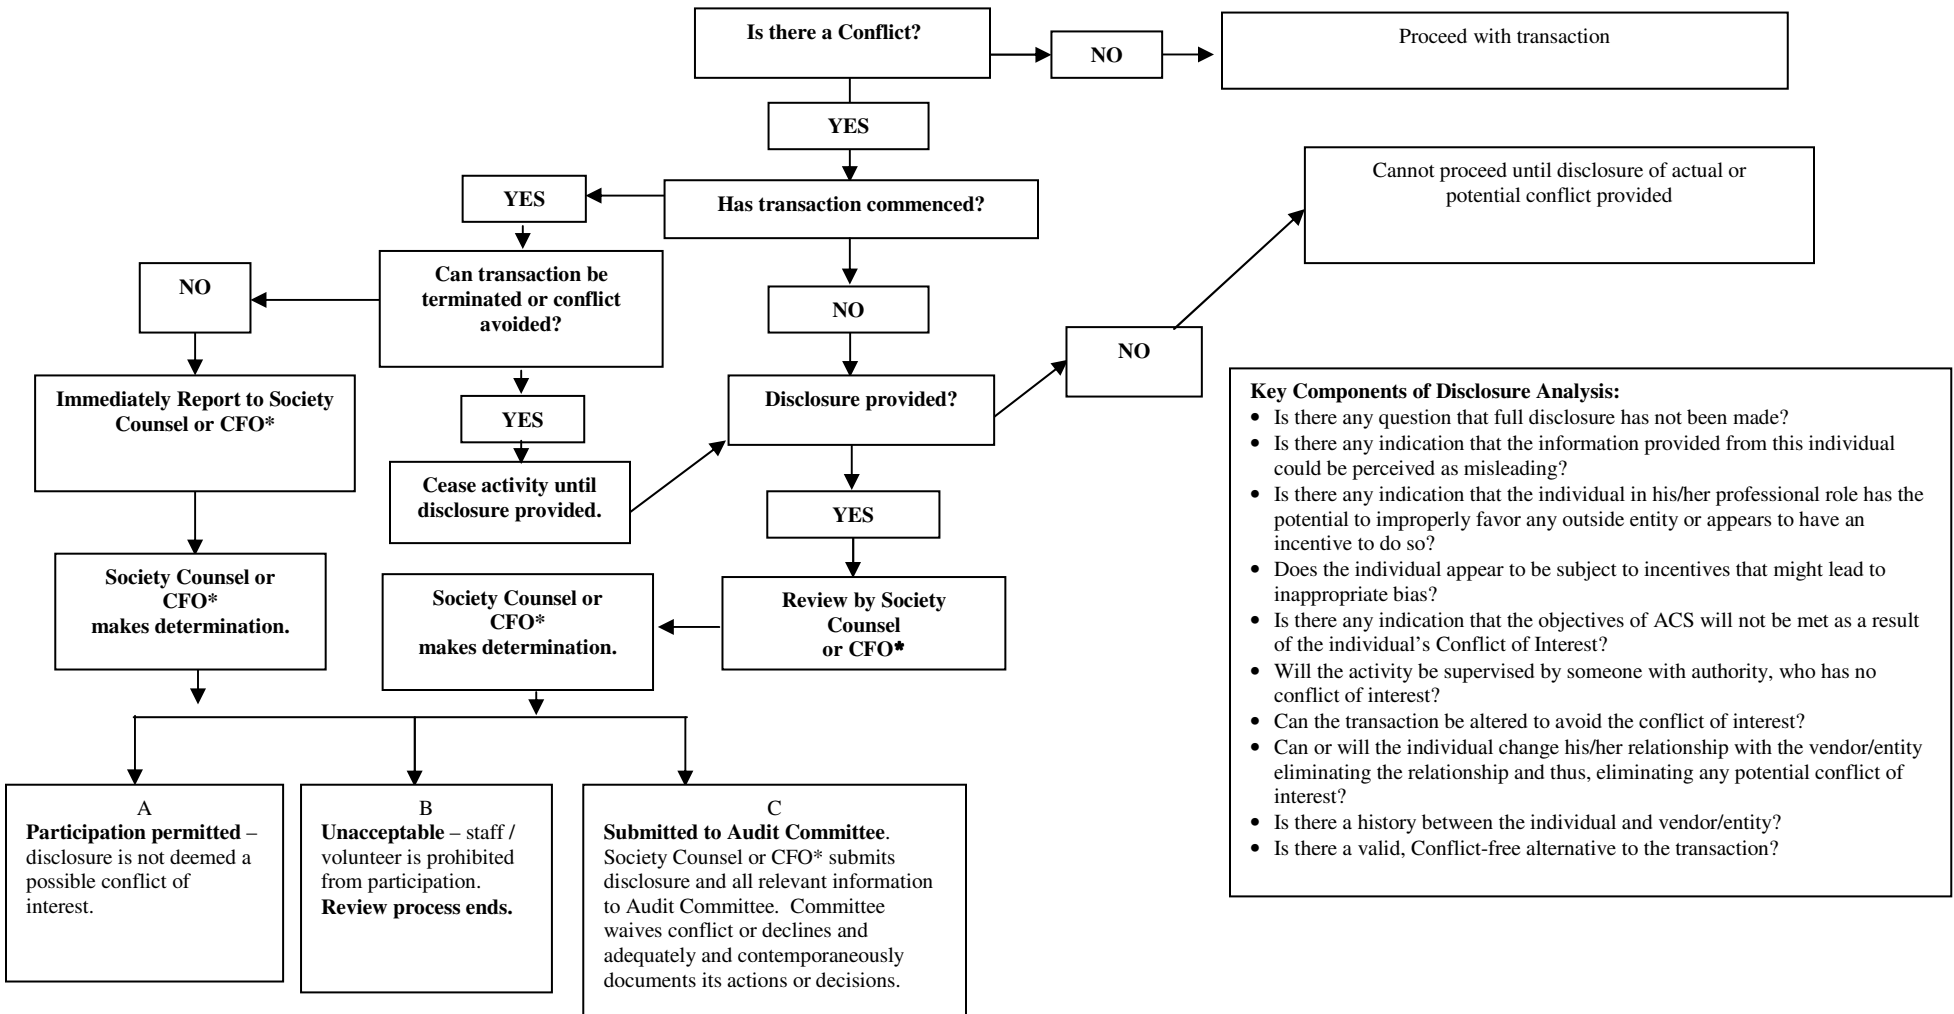 Is there a Conflict?
NO
Proceed with transaction
YES
Has transaction commenced?
YES
Cannot proceed until disclosure of actual or
potential conflict provided
Can transaction be
terminated or conflict
avoided?
NO
NO
NO
YES
Disclosure provided?
Immediately Report to Society
Counsel or CFO*
Cease activity until
disclosure provided.
YES
Society Counsel or
CFO*
makes determination.
Society Counsel or
CFO*
makes determination.
Review by Society
Counsel
or CFO*
A
Participation permitted –
disclosure is not deemed a
possible conflict of
interest.
B
Unacceptable – staff /
volunteer is prohibited
from participation.
Review process ends.
C
Submitted to Audit Committee.
Society Counsel or CFO* submits
disclosure and all relevant information
to Audit Committee.  Committee
waives conflict or declines and
adequately and contemporaneously
documents its actions or decisions.
Key Components of Disclosure Analysis:
• Is there any question that full disclosure has not been made?
• Is there any indication that the information provided from this individual
could be perceived as misleading?
• Is there any indication that the individual in his/her professional role has the
potential to improperly favor any outside entity or appears to have an
incentive to do so?
• Does the individual appear to be subject to incentives that might lead to
inappropriate bias?
• Is there any indication that the objectives of ACS will not be met as a result
of the individual's Conflict of Interest?
• Will the activity be supervised by someone with authority, who has no
conflict of interest?
• Can the transaction be altered to avoid the conflict of interest?
• Can or will the individual change his/her relationship with the vendor/entity
eliminating the relationship and thus, eliminating any potential conflict of
interest?
• Is there a history between the individual and vendor/entity?
• Is there a valid, Conflict-free alternative to the transaction?